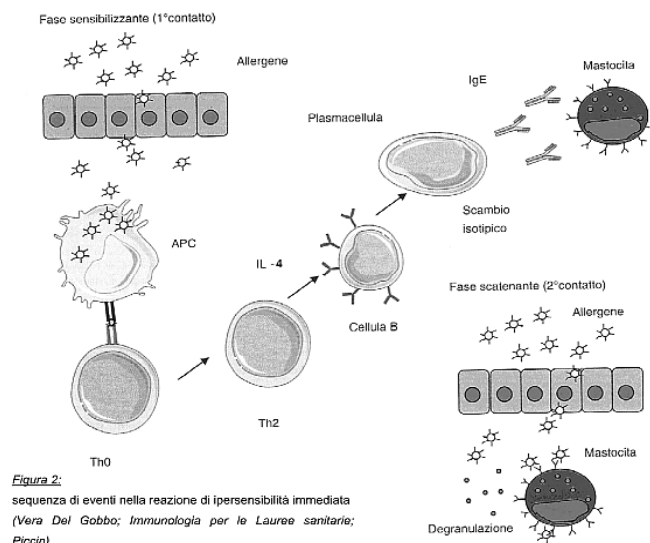 Fase sensibilizzante (1°contatto)
Allergene
APC
Th0
Th2
IL -4
Cellula B
Plasmacellula
Scambio
isotipico
IgE
Mastocita
Fase scatenante (2°contatto)
Allergene
Mastocita
Degranulazione
Figura 2:
sequenza di eventi nella reazione di ipersensibilità immediata
(Vera Del Gobbo; Immunologia per le Lauree sanitarie;
Piccin)